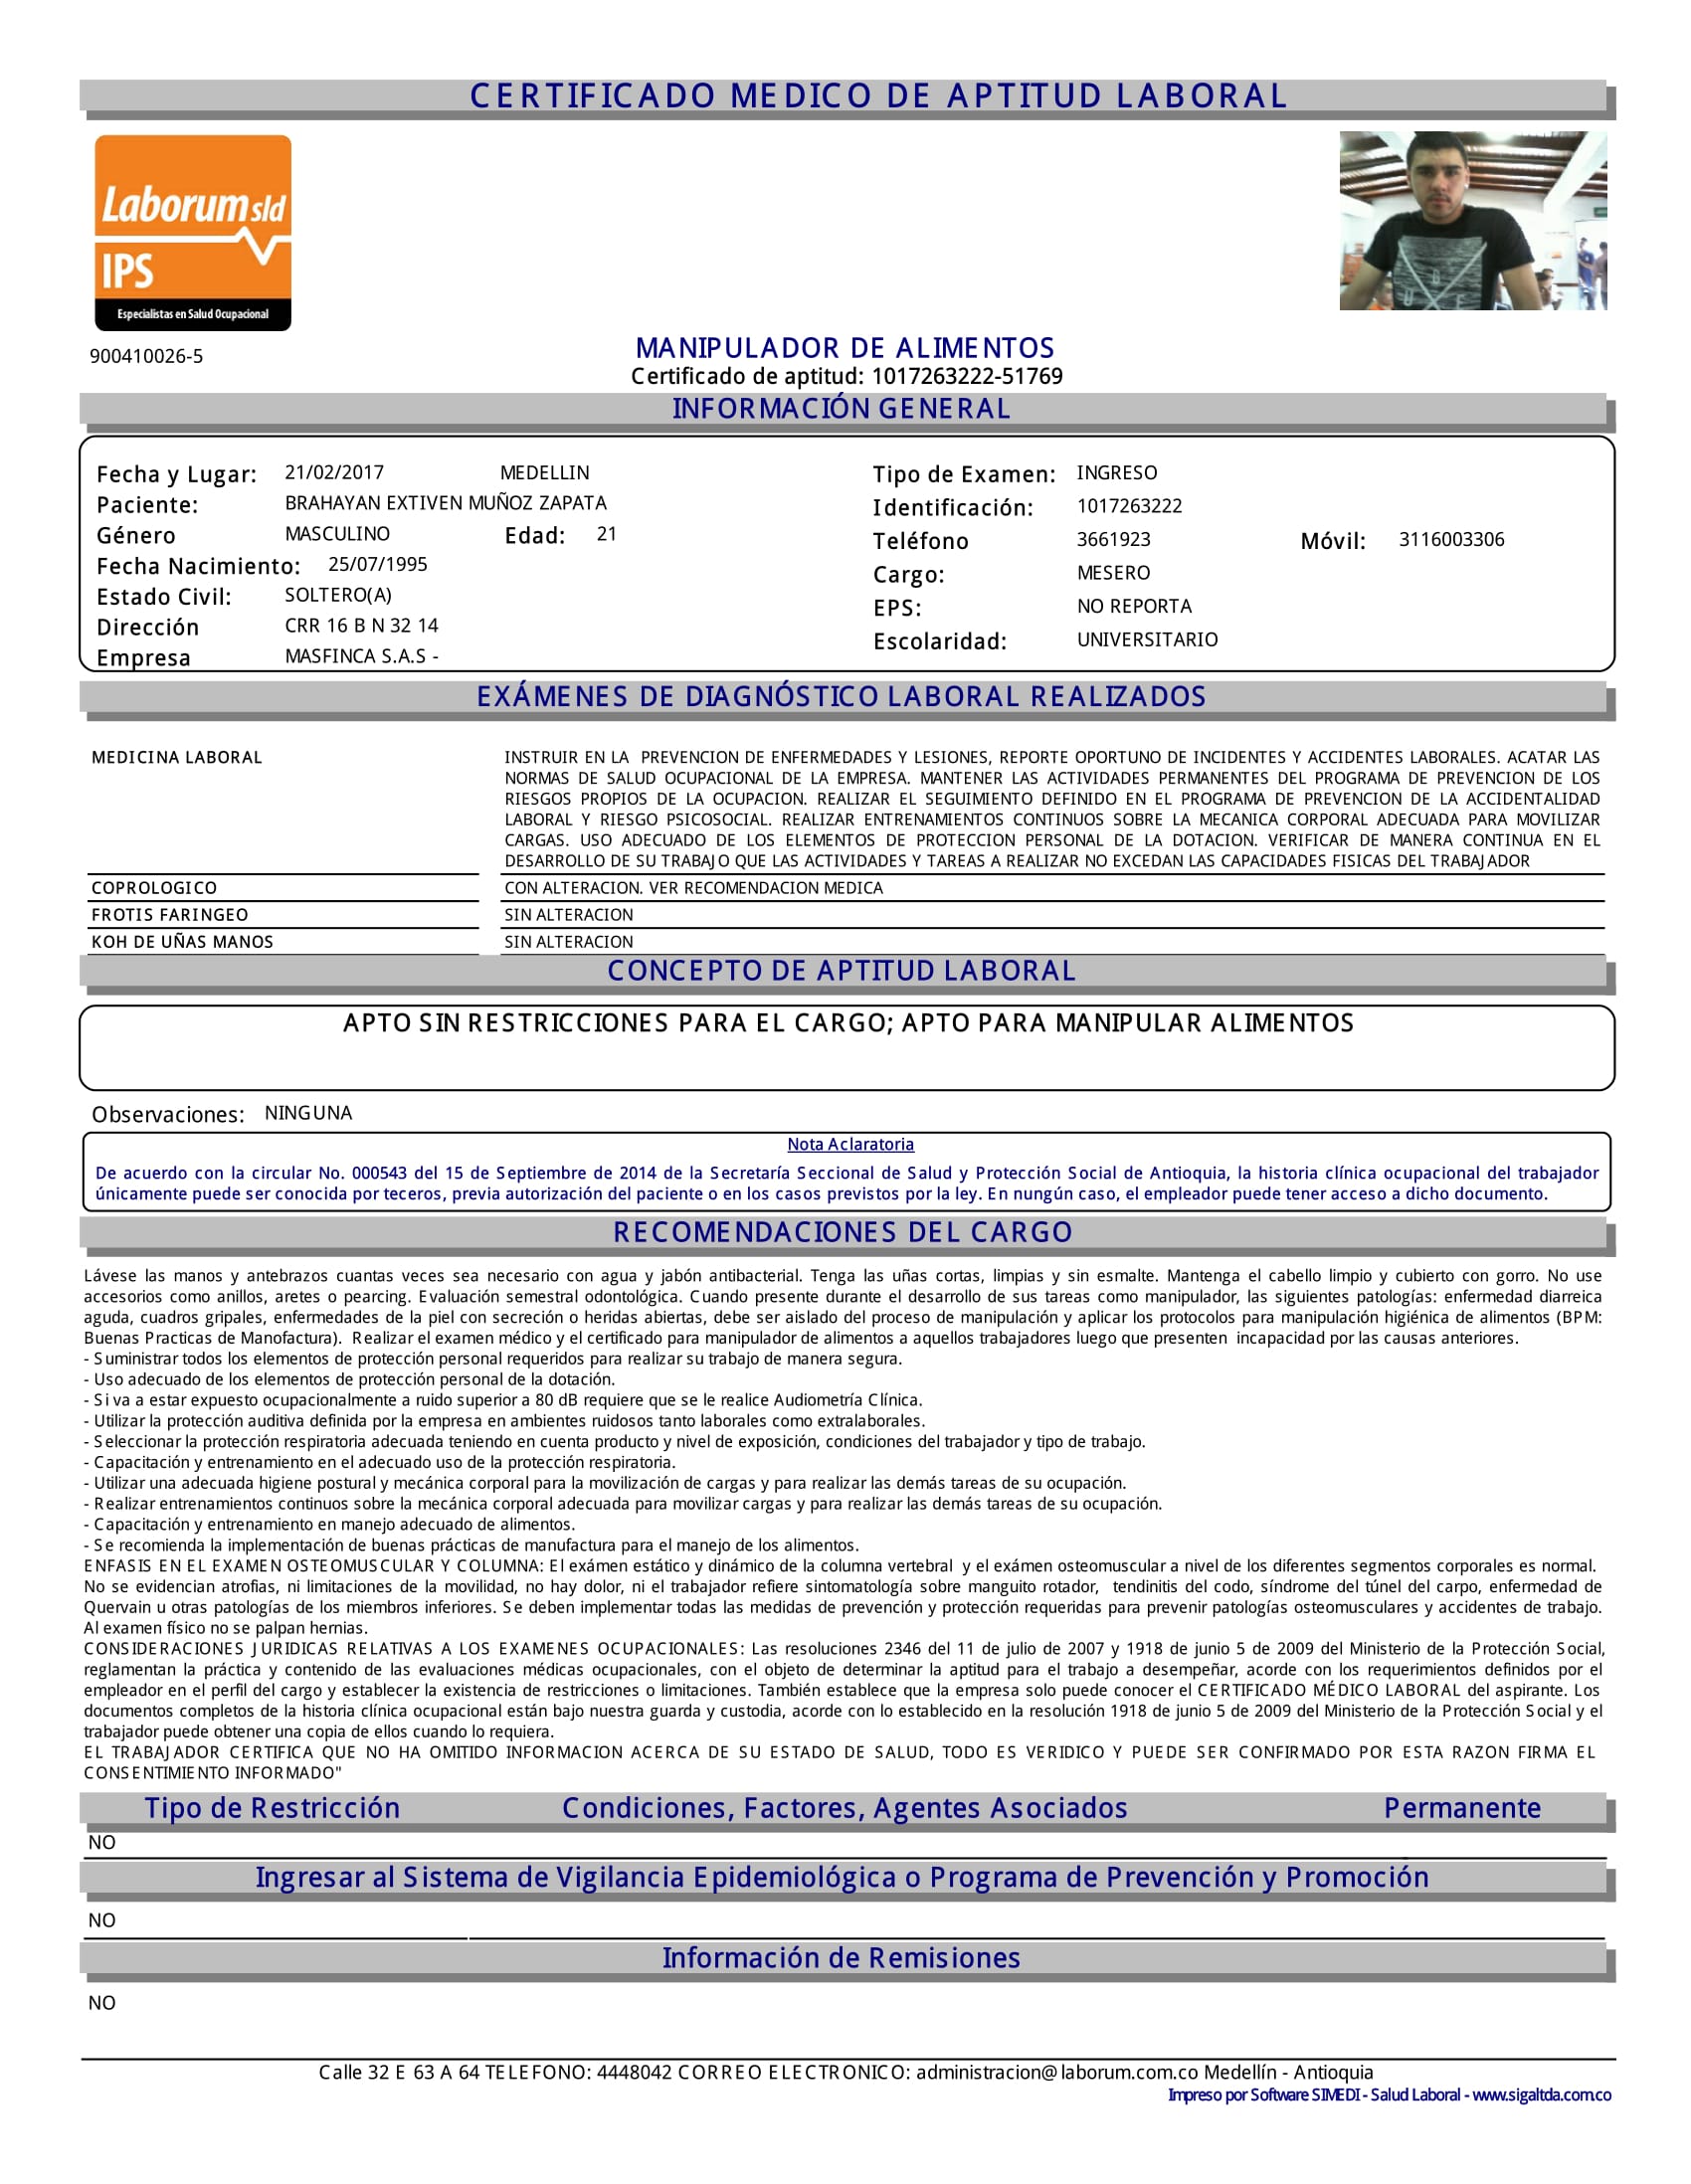 CERTIFICADO MEDICO DE APTITUD LABORAL
Laborum sld
IPS
Especialistas en Salud Ocupacional
900410026-5
MANIPULADOR DE ALIMENTOS
Certificado de aptitud: 1017263222-51769
INFORMACIÓN GENERAL
Fecha y Lugar: 21/02/2017 MEDELLIN Tipo de Examen: INGRESO
Paciente: BRAHAYAN EXTIVEN MUÑOZ ZAPATA Identificación: 1017263222
Género MASCULINO Edad: 21 Teléfono 3661923 Móvil: 3116003306
Fecha Nacimiento: 25/07/1995 Cargo: MESERO
Estado Civil: SOLTERO(A) EPS: NO REPORTA
Dirección CRR 16 B N 32 14 Escolaridad: UNIVERSITARIO
Empresa MASFINCA S.A.S -
EXÁMENES DE DIAGNÓSTICO LABORAL REALIZADOS
MEDICINA LABORAL INSTRUIR EN LA PREVENCION DE ENFERMEDADES Y LESIONES, REPORTE OPORTUNO DE INCIDENTES Y ACCIDENTES LABORALES. ACATAR LAS
NORMAS DE SALUD OCUPACIONAL DE LA EMPRESA. MANTENER LAS ACTIVIDADES PERMANENTES DEL PROGRAMA DE PREVENCION DE LOS
RIESGOS PROPIOS DE LA OCUPACION. REALIZAR EL SEGUIMIENTO DEFINIDO EN EL PROGRAMA DE PREVENCION DE LA ACCIDENTALIDAD
LABORAL Y RIESGO PSICOSOCIAL. REALIZAR ENTRENAMIENTOS CONTINUOS SOBRE LA MECANICA CORPORAL ADECUADA PARA MOVILIZAR
CARGAS. USO ADECUADO DE LOS ELEMENTOS DE PROTECCION PERSONAL DE LA DOTACION. VERIFICAR DE MANERA CONTINUA EN EL
DESARROLLO DE SU TRABAJO QUE LAS ACTIVIDADES Y TAREAS A REALIZAR NO EXCEDAN LAS CAPACIDADES FISICAS DEL TRABAJADOR
COPROLOGICO CON ALTERACION. VER RECOMENDACION MEDICA
FROTIS FARINGEO SIN ALTERACION
KOH DE UÑAS MANOS SIN ALTERACION
CONCEPTO DE APTITUD LABORAL
APTO SIN RESTRICCIONES PARA EL CARGO; APTO PARA MANIPULAR ALIMENTOS
Observaciones: NINGUNA
Nota Aclaratoria
De acuerdo con la circular No. 000543 del 15 de Septiembre de 2014 de la Secretaría Seccional de Salud y Protección Social de Antioquia, la historia clínica ocupacional del trabajador
únicamente puede ser conocida por teceros, previa autorización del paciente o en los casos previstos por la ley. En nungún caso, el empleador puede tener acceso a dicho documento.
RECOMENDACIONES DEL CARGO
Lávese las manos y antebrazos cuantas veces sea necesario con agua y jabón antibacterial. Tenga las uñas cortas, limpias y sin esmalte. Mantenga el cabello limpio y cubierto con gorro. No use
accesorios como anillos, aretes o pearcing. Evaluación semestral odontológica. Cuando presente durante el desarrollo de sus tareas como manipulador, las siguientes patologías: enfermedad diarreica
aguda, cuadros gripales, enfermedades de la piel con secreción o heridas abiertas, debe ser aislado del proceso de manipulación y aplicar los protocolos para manipulación higiénica de alimentos (BPM:
Buenas Practicas de Manofactura). Realizar el examen médico y el certificado para manipulador de alimentos a aquellos trabajadores luego que presenten incapacidad por las causas anteriores.
- Suministrar todos los elementos de protección personal requeridos para realizar su trabajo de manera segura.
- Uso adecuado de los elementos de protección personal de la dotación.
- Si va a estar expuesto ocupacionalmente a ruido superior a 80 dB requiere que se le realice Audiometría Clínica.
- Utilizar la protección auditiva definida por la empresa en ambientes ruidosos tanto laborales como extralaborales.
- Seleccionar la protección respiratoria adecuada teniendo en cuenta producto y nivel de exposición, condiciones del trabajador y tipo de trabajo.
- Capacitación y entrenamiento en el adecuado uso de la protección respiratoria.
- Utilizar una adecuada higiene postural y mecánica corporal para la movilización de cargas y para realizar las demás tareas de su ocupación.
- Realizar entrenamientos continuos sobre la mecánica corporal adecuada para movilizar cargas y para realizar las demás tareas de su ocupación.
- Capacitación y entrenamiento en manejo adecuado de alimentos.
- Se recomienda la implementación de buenas prácticas de manufactura para el manejo de los alimentos.
ENFASIS EN EL EXAMEN OSTEOMUSCULAR Y COLUMNA: El exámen estático y dinámico de la columna vertebral y el exámen osteomuscular a nivel de los diferentes segmentos corporales es normal.
No se evidencian atrofias, ni limitaciones de la movilidad, no hay dolor, ni el trabajador refiere sintomatología sobre manguito rotador, tendinitis del codo, síndrome del túnel del carpo, enfermedad de
Quervain u otras patologías de los miembros inferiores. Se deben implementar todas las medidas de prevención y protección requeridas para prevenir patologías osteomusculares y accidentes de trabajo.
Al examen físico no se palpan hernias.
CONSIDERACIONES JURIDICAS RELATIVAS A LOS EXAMENES OCUPACIONALES: Las resoluciones 2346 del 11 de julio de 2007 y 1918 de junio 5 de 2009 del Ministerio de la Protección Social,
reglamentan la práctica y contenido de las evaluaciones médicas ocupacionales, con el objeto de determinar la aptitud para el trabajo a desempeñar, acorde con los requerimientos definidos por el
empleador en el perfil del cargo y establecer la existencia de restricciones o limitaciones. También establece que la empresa solo puede conocer el CERTIFICADO MÉDICO LABORAL del aspirante. Los
documentos completos de la historia clínica ocupacional están bajo nuestra guarda y custodia, acorde con lo establecido en la resolución 1918 de junio 5 de 2009 del Ministerio de la Protección Social y el
trabajador puede obtener una copia de ellos cuando lo requiera.
EL TRABAJADOR CERTIFICA QUE NO HA OMITIDO INFORMACION ACERCA DE SU ESTADO DE SALUD, TODO ES VERIDICO Y PUEDE SER CONFIRMADO POR ESTA RAZON FIRMA EL
CONSENTIMIENTO INFORMADO"
Tipo de Restricción Condiciones, Factores, Agentes Asociados Permanente
NO
Ingresar al Sistema de Vigilancia Epidemiológica o Programa de Prevención y Promoción
NO
Información de Remisiones
NO
Calle 32 E 63 A 64 TELEFONO: 4448042 CORREO ELECTRONICO: administracion@laborum.com.co Medellín - Antioquia
Impreso por Software SIMEDI - Salud Laboral - www.sigaltda.com.co